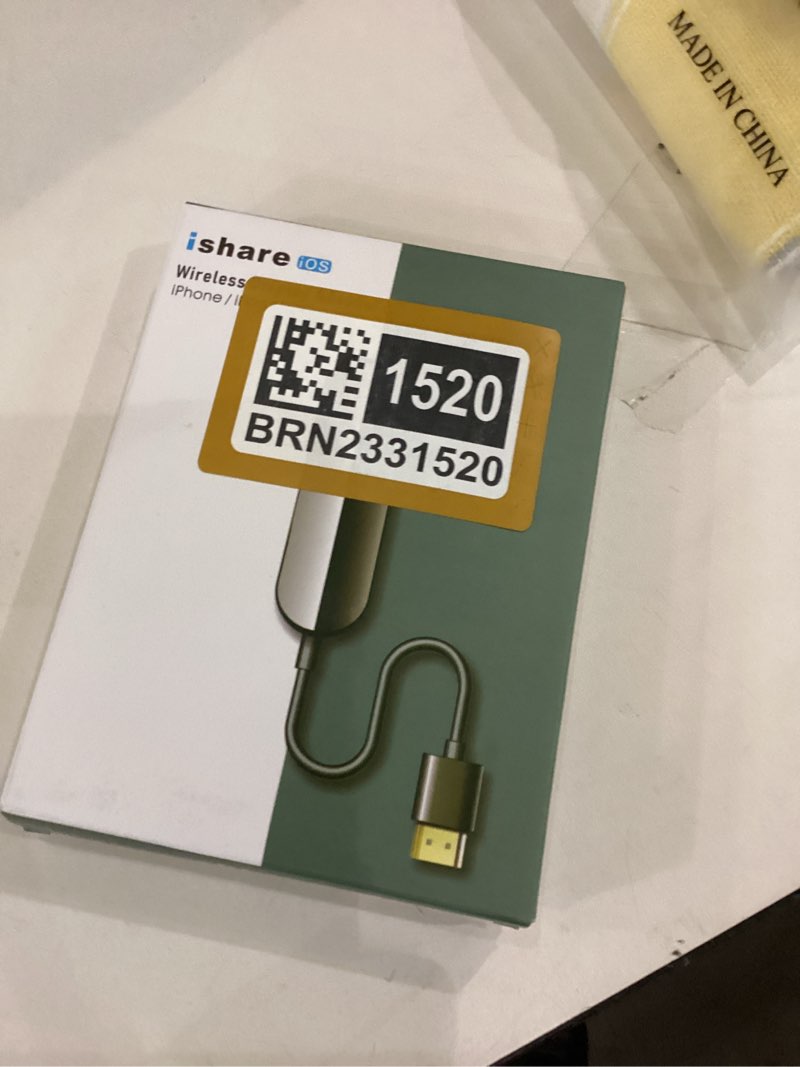 MADE IN CHINA
ishare iOS
Wireless
iPhone /
1520
BRN2331520